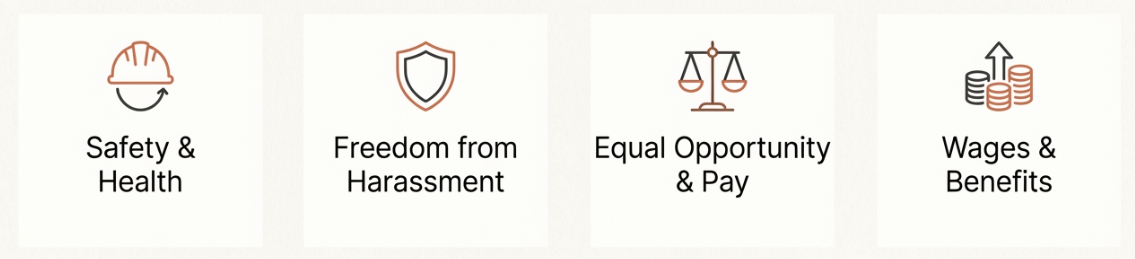 Safety &
Health
Freedom from
Harassment
Equal Opportunity
& Pay
Wages &
Benefits